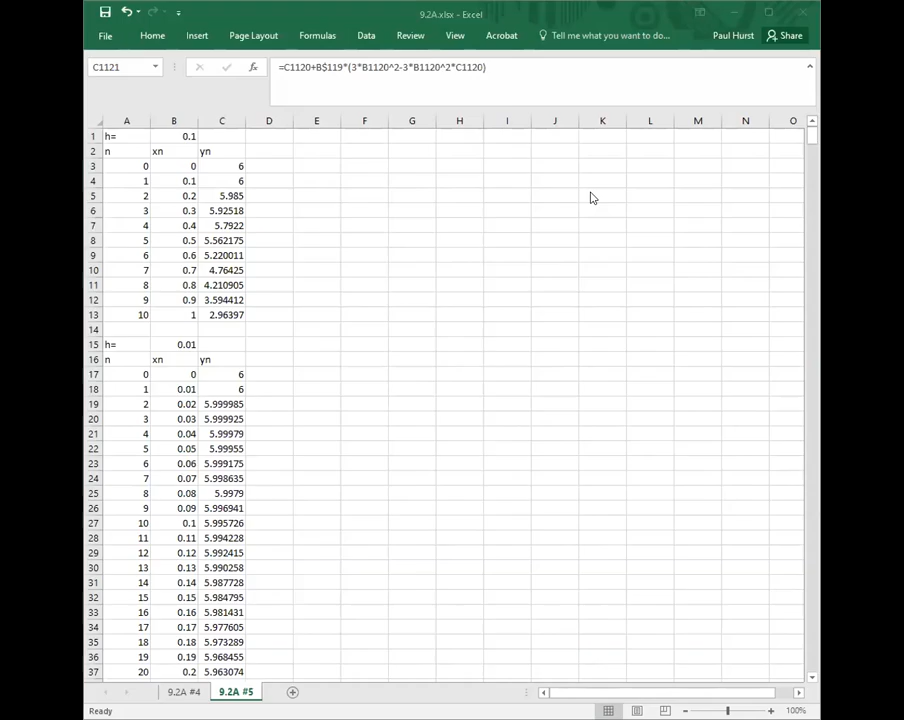 9.2A.xlsx - Excel
File Home Insert Page Layout Formulas Data Review View Acrobat Tell me what you want to do... Paul Hurst Share
C1121 fx =C1120+B$119*(3*B1120^2-3*B1120^2*C1120)
A B C D E F G H I J K L M N O
1 h= 0.1
2 n xn yn
3 0 0 6
4 1 0.1 6
5 2 0.2 5.985
6 3 0.3 5.92518
7 4 0.4 5.7922
8 5 0.5 5.562175
9 6 0.6 5.220011
10 7 0.7 4.76425
11 8 0.8 4.210905
12 9 0.9 3.594412
13 10 1 2.96397
14
15 h= 0.01
16 n xn yn
17 0 0 6
18 1 0.01 6
19 2 0.02 5.999985
20 3 0.03 5.999925
21 4 0.04 5.99979
22 5 0.05 5.99955
23 6 0.06 5.999175
24 7 0.07 5.998635
25 8 0.08 5.9979
26 9 0.09 5.996941
27 10 0.1 5.995726
28 11 0.11 5.994228
29 12 0.12 5.992415
30 13 0.13 5.990258
31 14 0.14 5.987728
32 15 0.15 5.984795
33 16 0.16 5.981431
34 17 0.17 5.977605
35 18 0.18 5.973289
36 19 0.19 5.968455
37 20 0.2 5.963074
9.2A #4 9.2A #5
Ready 100%